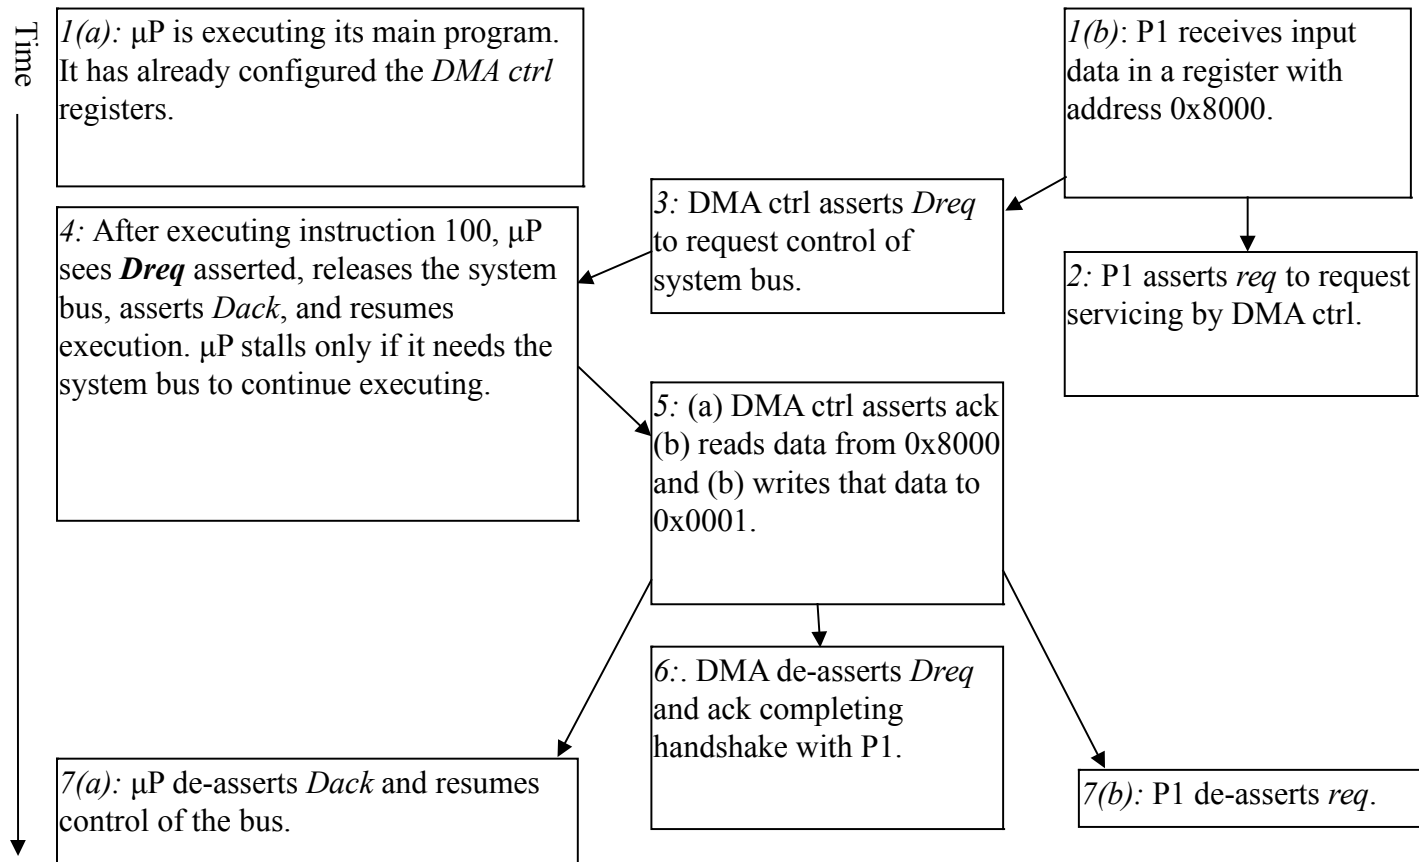 Time
1(a): μP is executing its main program.
It has already configured the DMA ctrl
registers.
1(b): P1 receives input
data in a register with
address 0x8000.
3: DMA ctrl asserts Dreq
to request control of
system bus.
4: After executing instruction 100, μP
sees Dreq asserted, releases the system
bus, asserts Dack, and resumes
execution. μP stalls only if it needs the
system bus to continue executing.
2: P1 asserts req to request
servicing by DMA ctrl.
5: (a) DMA ctrl asserts ack
(b) reads data from 0x8000
and (b) writes that data to
0x0001.
6:. DMA de-asserts Dreq
and ack completing
handshake with P1.
7(a): μP de-asserts Dack and resumes
control of the bus.
7(b): P1 de-asserts req.